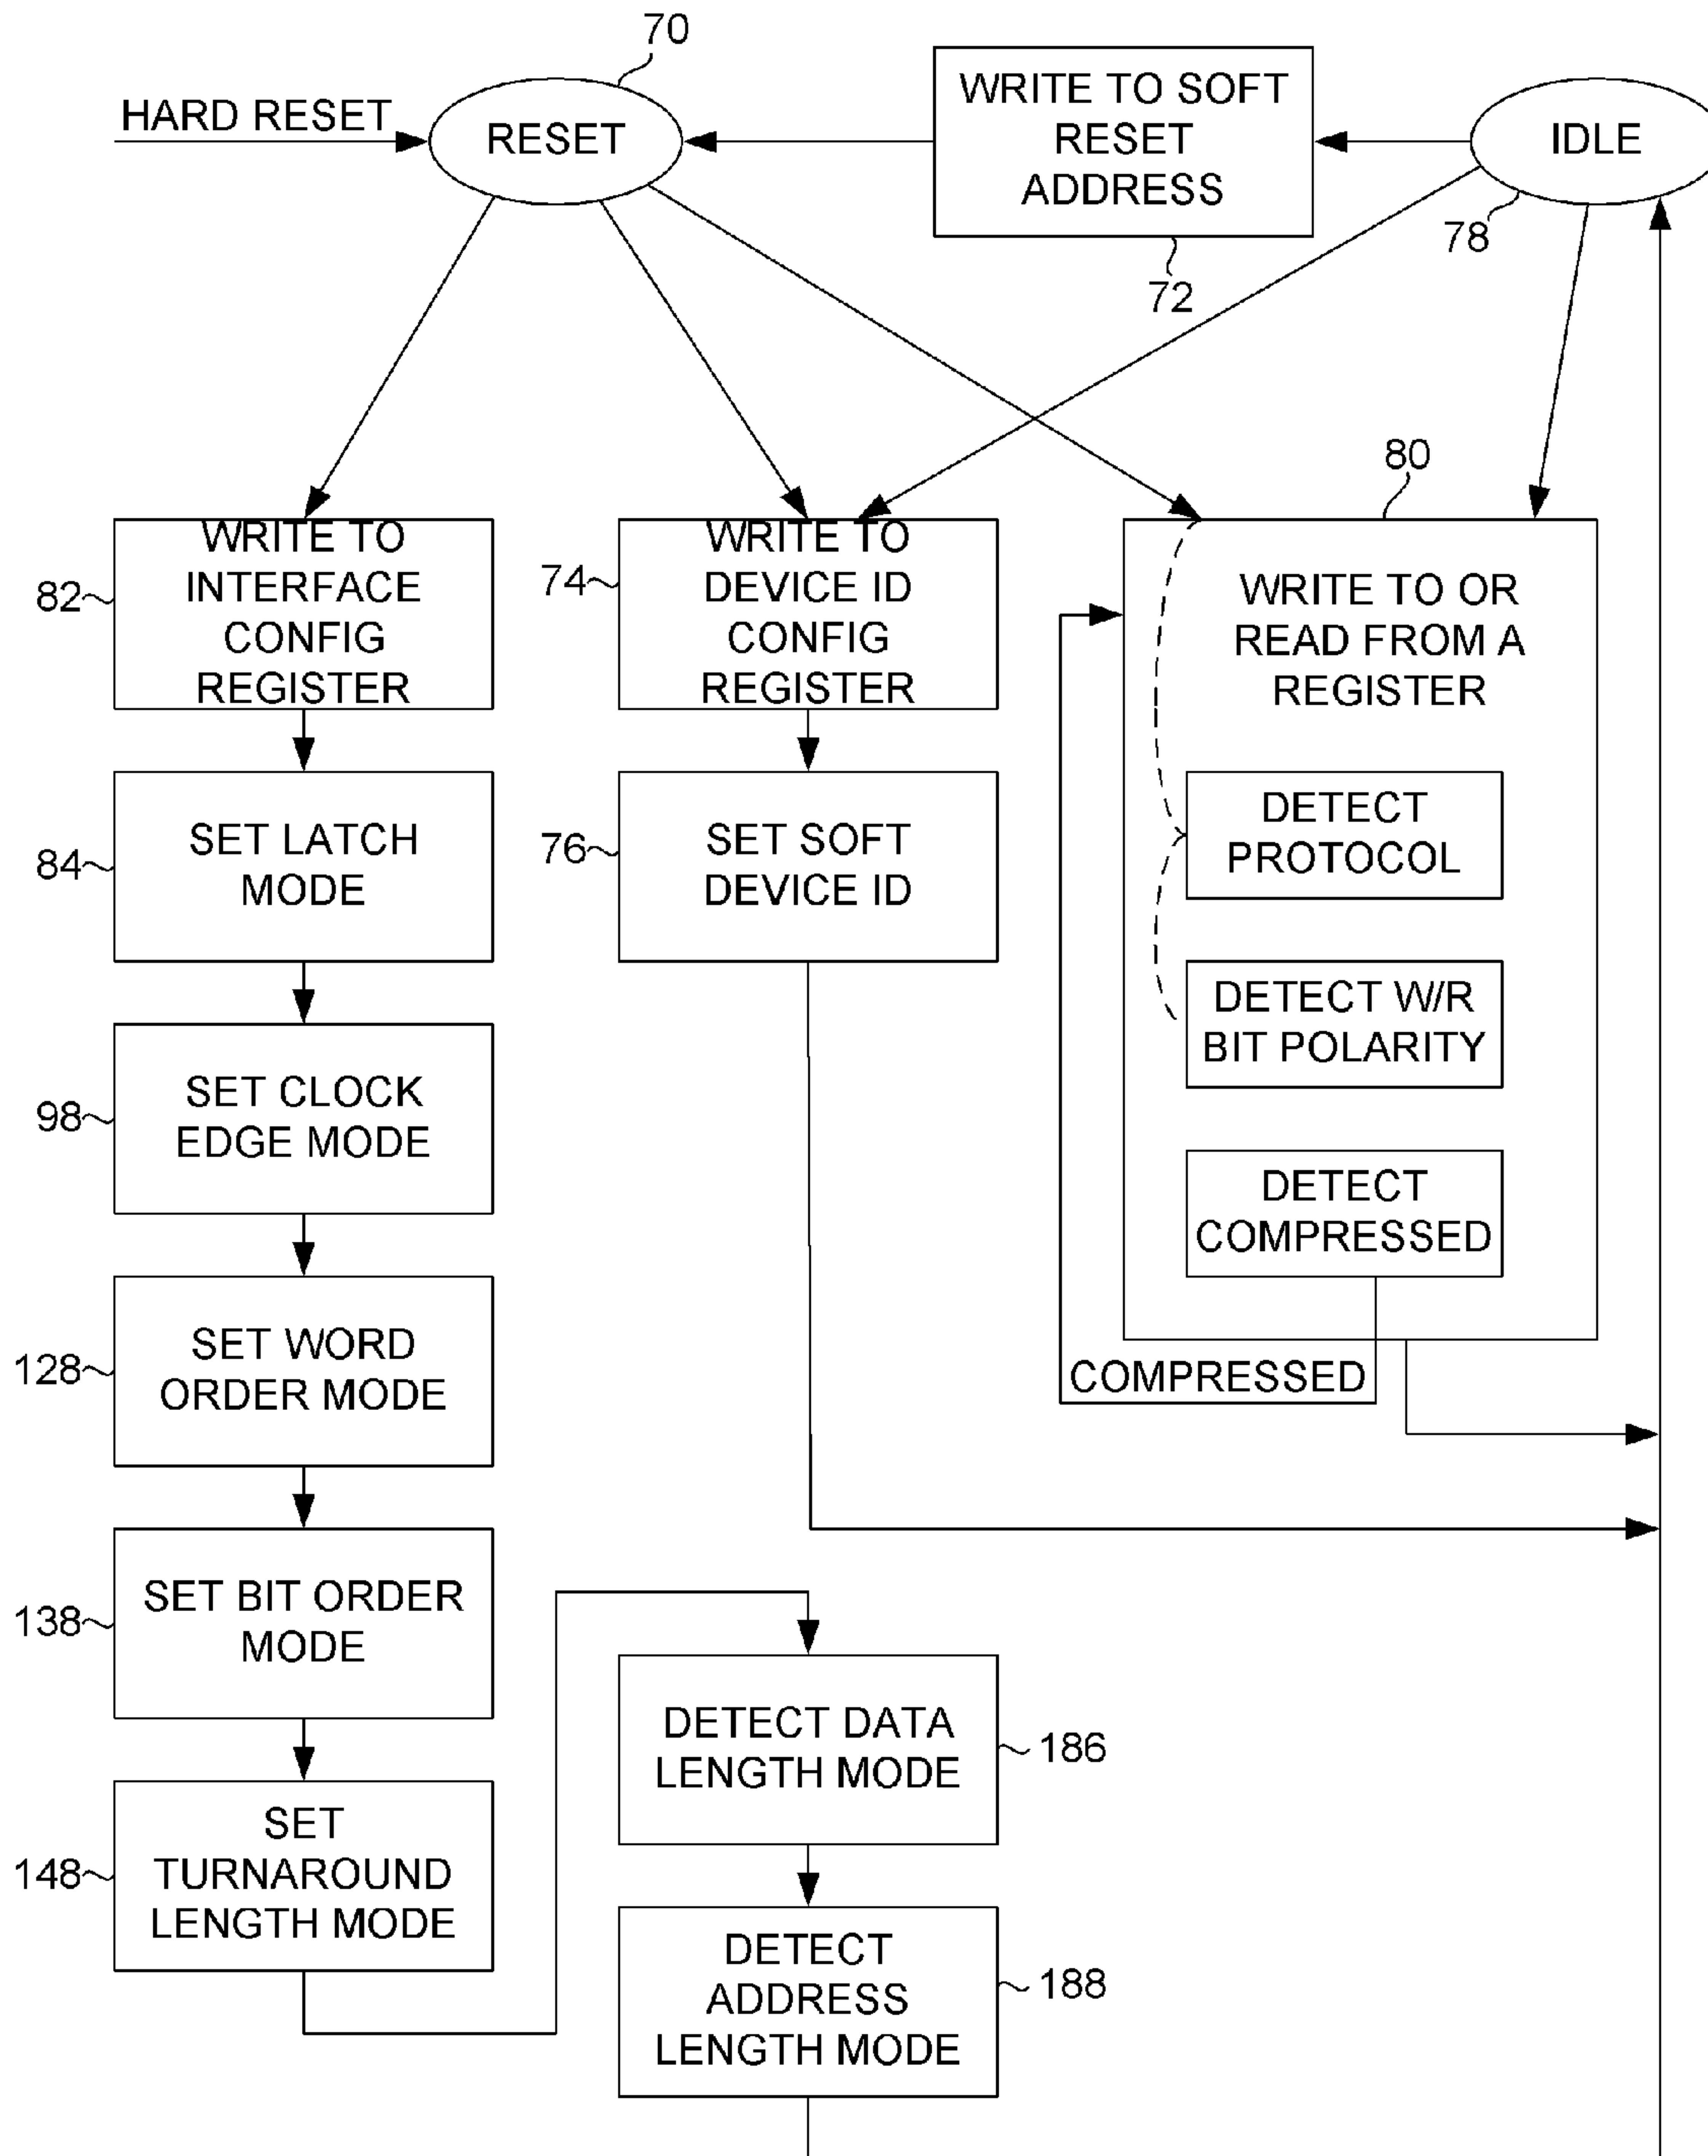 70
HARD RESET
RESET
WRITE TO SOFT
RESET
ADDRESS
72
IDLE
78
82
WRITE TO
INTERFACE
CONFIG
REGISTER
74
WRITE TO
DEVICE ID
CONFIG
REGISTER
80
WRITE TO OR
READ FROM A
REGISTER
DETECT
PROTOCOL
DETECT W/R
BIT POLARITY
DETECT
COMPRESSED
COMPRESSED
84
SET LATCH
MODE
76
SET SOFT
DEVICE ID
98
SET CLOCK
EDGE MODE
128
SET WORD
ORDER MODE
138
SET BIT ORDER
MODE
148
SET
TURNAROUND
LENGTH MODE
DETECT DATA
LENGTH MODE
186
DETECT
ADDRESS
LENGTH MODE
188